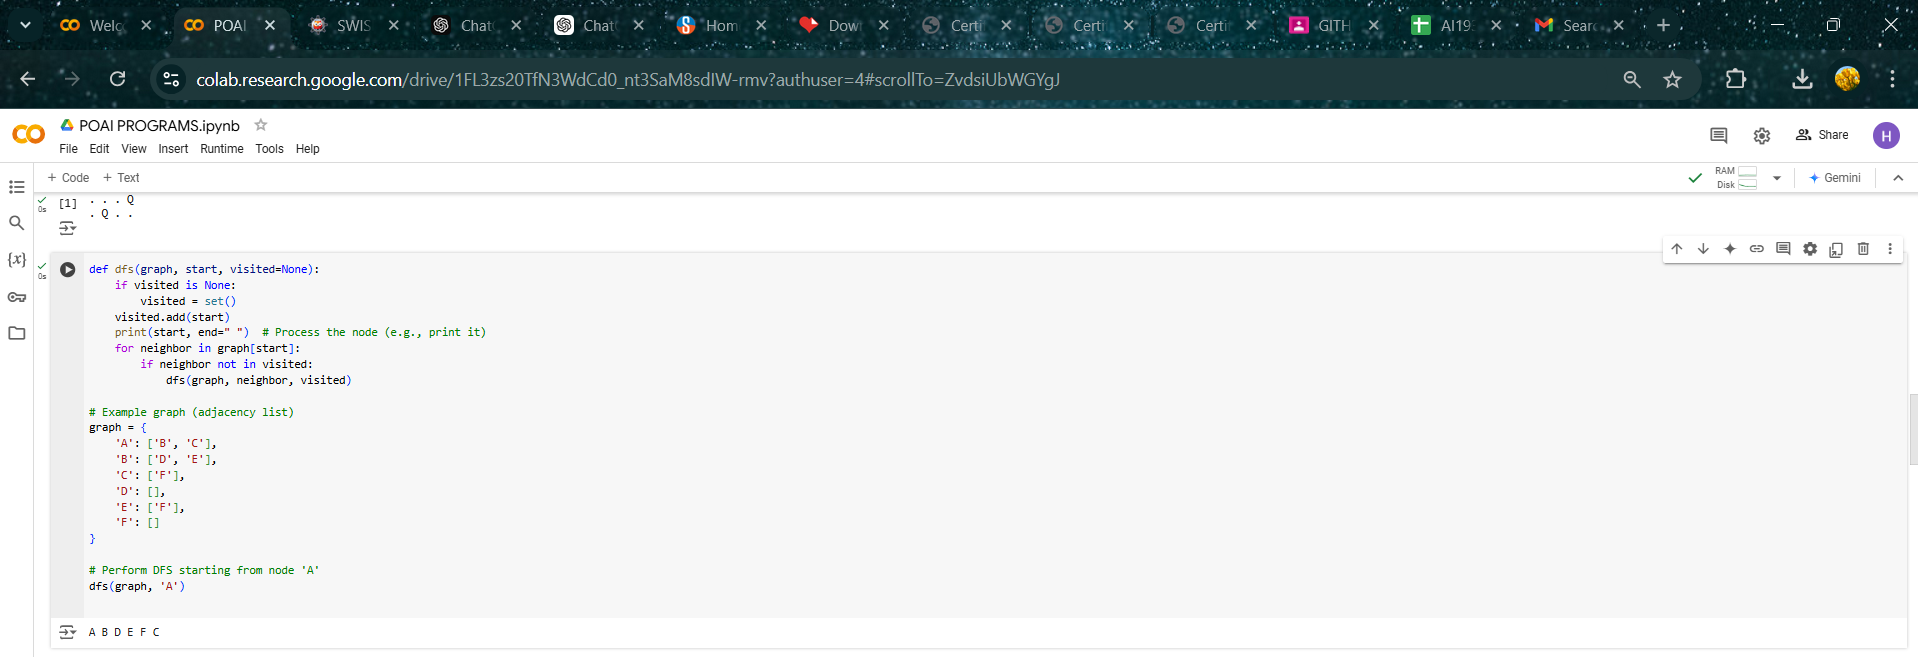 Welc
POAI
SWIS
Chat
Chat
Hom
Dow
Certi
Certi
Certi
GITH
AI19
Sear
colab.research.google.com/drive/1FL3zs20TfN3WdCd0_nt3SaM8sdIW-rmv?authuser=4#scrollTo=ZvdsiUbWGYgJ
CO
POAI PROGRAMS.ipynb
Share
H
File Edit View Insert Runtime Tools Help
+ Code + Text
RAM
Disk
Gemini
0s
[1]
. . . Q
. Q . .
{x}
0s
def dfs(graph, start, visited=None):
    if visited is None:
        visited = set()
    visited.add(start)
    print(start, end=" ")  # Process the node (e.g., print it)
    for neighbor in graph[start]:
        if neighbor not in visited:
            dfs(graph, neighbor, visited)
# Example graph (adjacency list)
graph = {
    'A': ['B', 'C'],
    'B': ['D', 'E'],
    'C': ['F'],
    'D': [],
    'E': ['F'],
    'F': []
}
# Perform DFS starting from node 'A'
dfs(graph, 'A')
A B D E F C